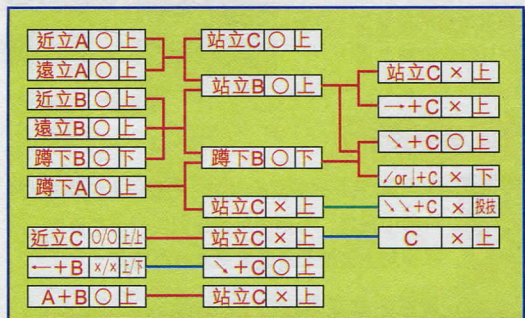 近立A ○ 上 站立C ○ 上
遠立A ○ 上
近立B ○ 上 站立B ○ 上 站立C × 上
遠立B ○ 上 →+C × 上
蹲下B ○ 下 蹲下B ○ 下 ↘+C ○ 上
蹲下A ○ 上 ↙or↓+C × 下
站立C × 上 ↘↘+C × 投技
近立C ○/○ 上/上 站立C × 上 C × 上
←+B ×/× 上/下 ↘+C ○ 上
A+B ○ 上 站立C × 上